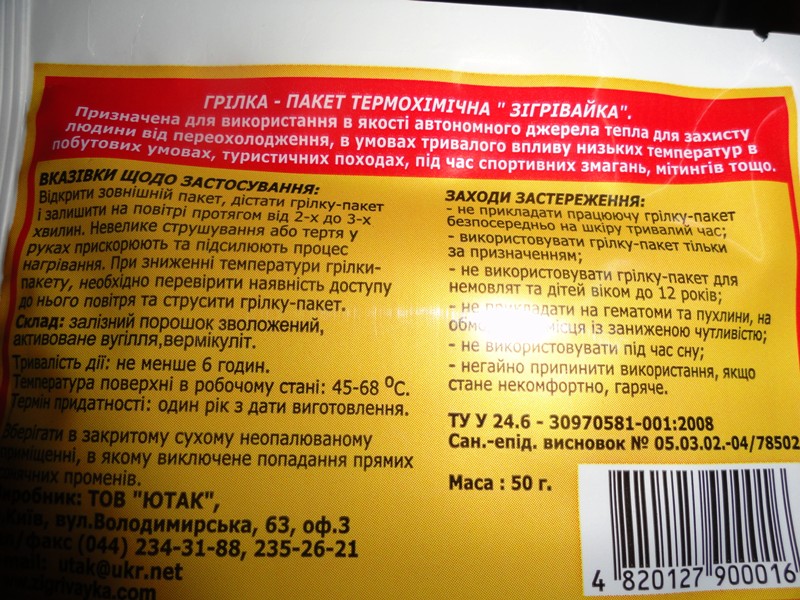 ГРІЛКА - ПАКЕТ ТЕРМОХІМІЧНА " ЗІГРІВАЙКА".
Призначена для використання в якості автономного джерела тепла для захисту
людини від переохолодження, в умовах тривалого впливу низьких температур в
побутових умовах, туристичних походах, під час спортивних змагань, мітингів тощо.
ВКАЗІВКИ ЩОДО ЗАСТОСУВАННЯ:
Відкрити зовнішній пакет, дістати грілку-пакет
і залишити на повітрі протягом від 2-х до 3-х
хвилин. Невелике струшування або тертя у
руках прискорюють та підсилюють процес
нагрівання. При зниженні температури грілки-
пакету, необхідно перевірити наявність доступу
до нього повітря та струсити грілку-пакет.
Склад: залізний порошок зволожений,
активоване вугілля,вермікуліт.
Тривалість дії: не менше 6 годин.
Температура поверхні в робочому стані: 45-68 ⁰С.
Термін придатності: один рік з дати виготовлення.
Зберігати в закритому сухому неопалюваному
приміщенні, в якому виключене попадання прямих
променів.
ТОВ "ЮТАК",
Київ, вул.Володимирська, 63, оф.3
факс (044) 234-31-88, 235-26-21
utak@ukr.net
ЗАХОДИ ЗАСТЕРЕЖЕННЯ:
- не прикладати працюючу грілку-пакет
безпосередньо на шкіру тривалий час;
- використовувати грілку-пакет тільки
за призначенням;
- не використовувати грілку-пакет для
немовлят та дітей віком до 12 років;
- не прикладати на гематоми та пухлини, на
місця із заниженою чутливістю;
- не використовувати під час сну;
- негайно припинити використання, якщо
стане некомфортно, гаряче.
ТУ У 24.6 - 30970581-001:2008
Сан.-епід. висновок № 05.03.02.-04/78502
Маса : 50 г.
4 820127 900016